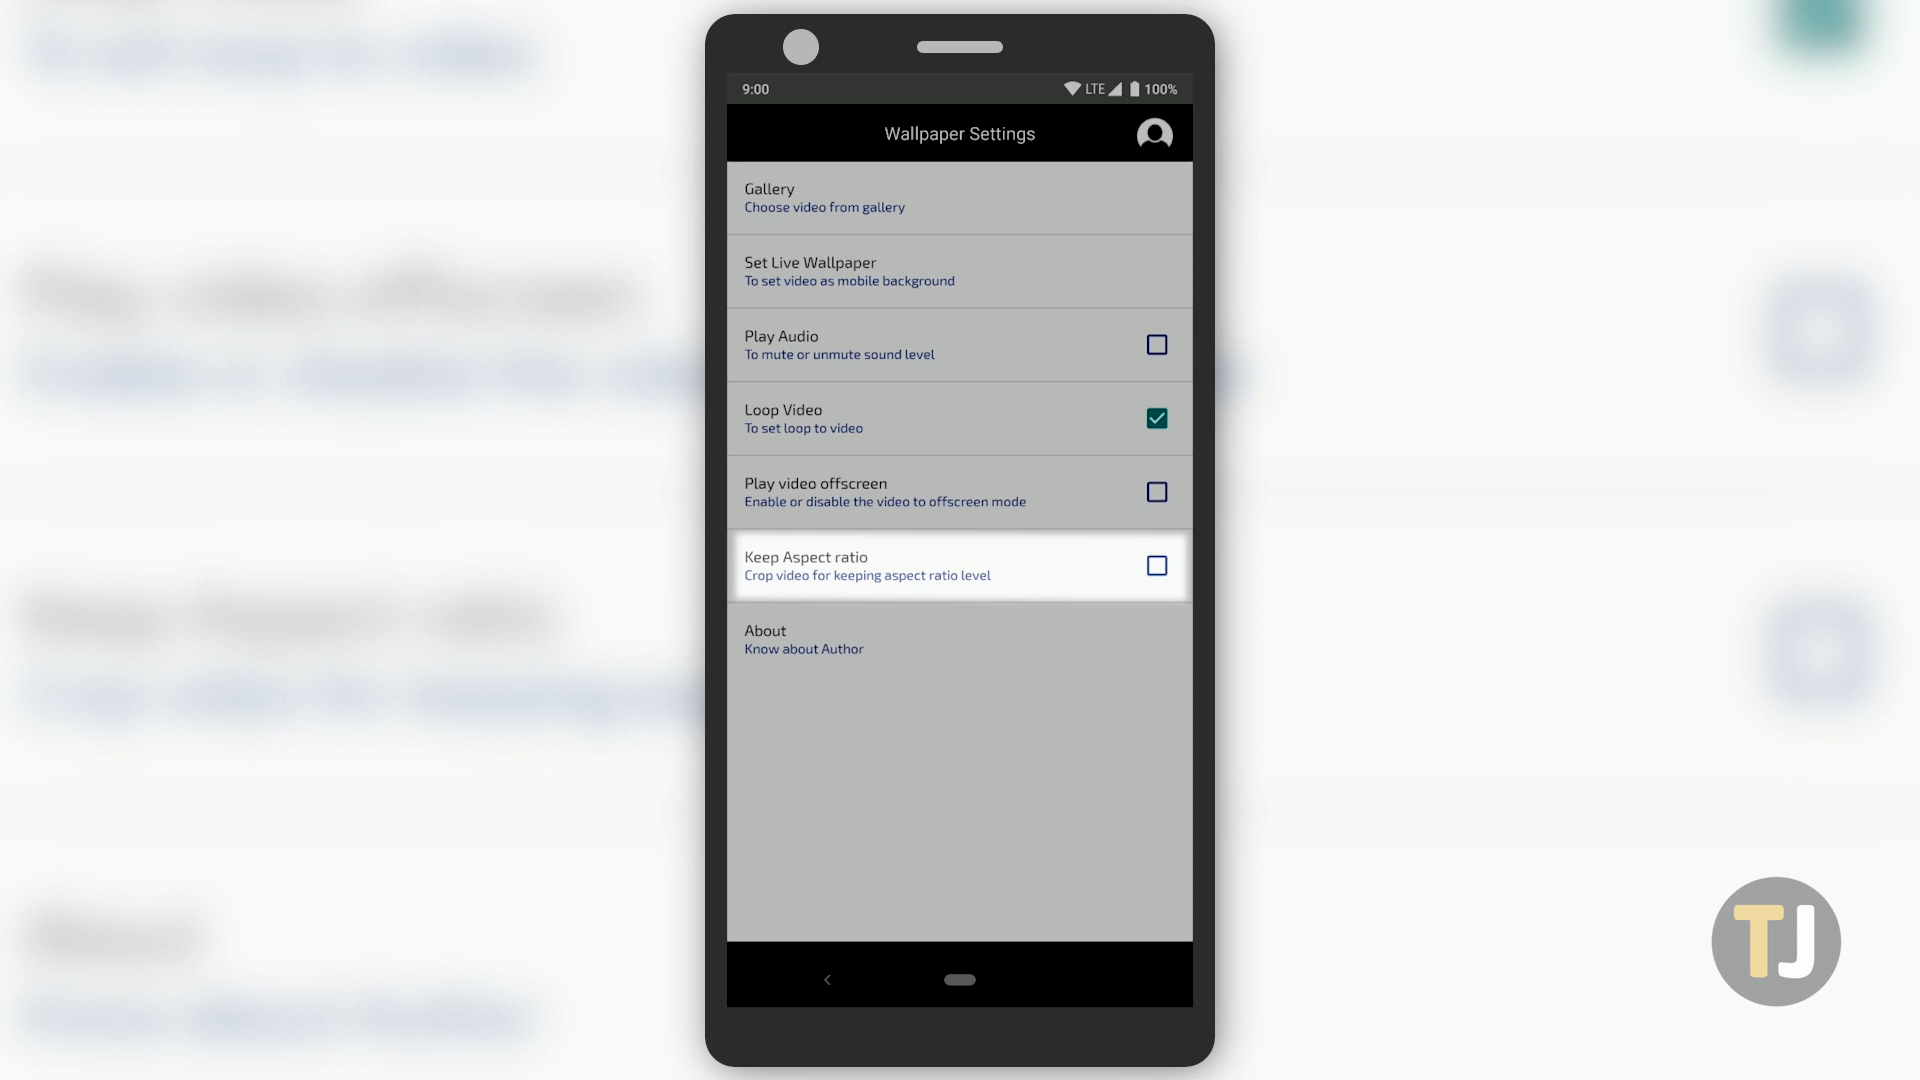 9:00
LTE 100%
Wallpaper Settings
Gallery
Choose video from gallery
Set Live Wallpaper
To set video as mobile background
Play Audio
To mute or unmute sound level
Loop Video
To set loop to video
Play video offscreen
Enable or disable the video to offscreen mode
Keep Aspect ratio
Crop video for keeping aspect ratio level
About
Know about Author
TJ